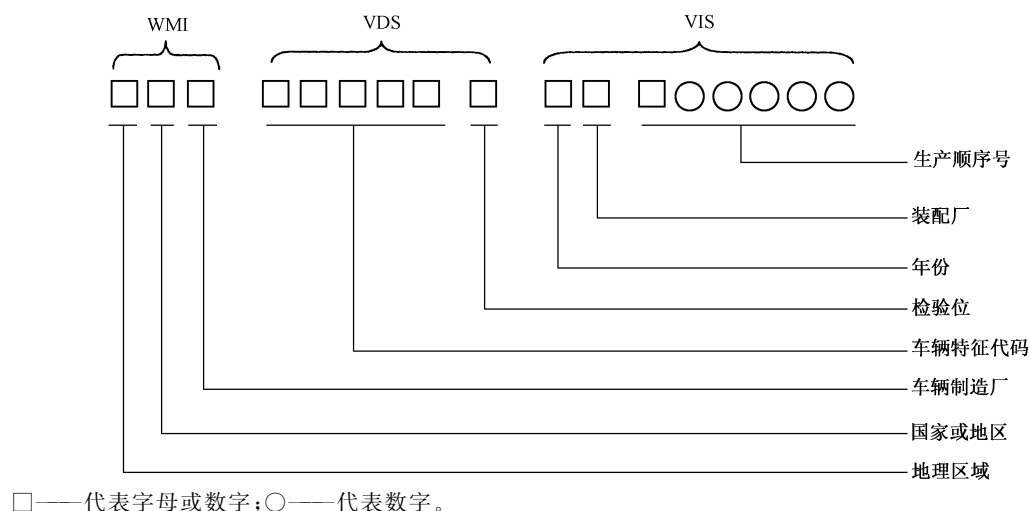 WMI VDS VIS
生产顺序号
装配厂
年份
检验位
车辆特征代码
车辆制造厂
国家或地区
地理区域
□——代表字母或数字;○——代表数字。